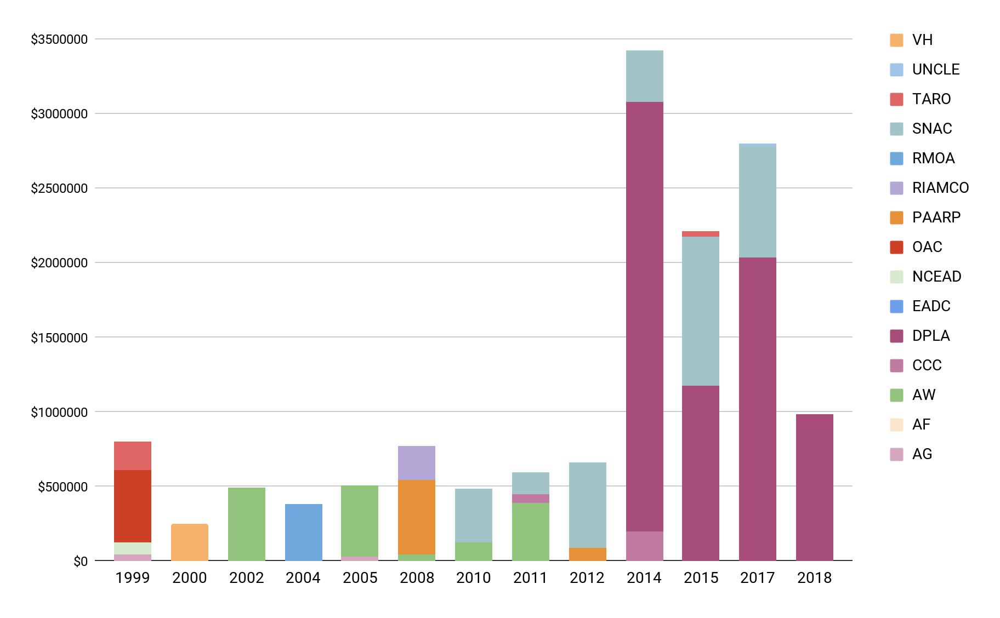 $3500000
$3000000
$2500000
$2000000
$1500000
$1000000
$500000
$0
1999 2000 2002 2004 2005 2008 2010 2011 2012 2014 2015 2017 2018
VH
UNCLE
TARO
SNAC
RMOA
RIAMCO
PAARP
OAC
NCEAD
EADC
DPLA
CCC
AW
AF
AG